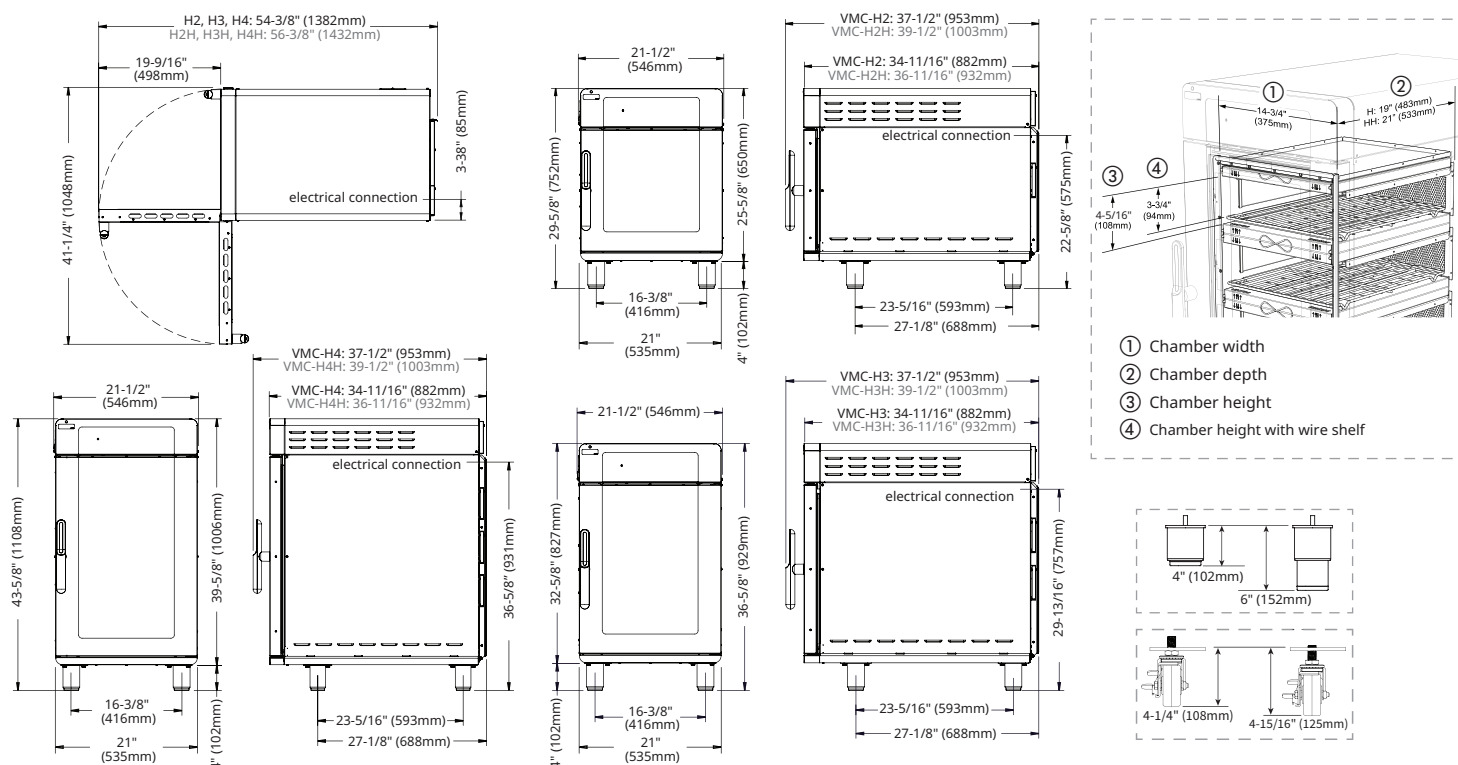 H2, H3, H4: 54-3/8" (1382mm)
H2H, H3H, H4H: 56-3/8" (1432mm)
19-9/16"
(498mm)
41-1/4" (1048mm)
3-38" (85mm)
electrical connection
21-1/2"
(546mm)
29-5/8" (752mm)
25-5/8" (650mm)
16-3/8"
(416mm)
21"
(535mm)
4" (102mm)
VMC-H2: 37-1/2" (953mm)
VMC-H2H: 39-1/2" (1003mm)
VMC-H2: 34-11/16" (882mm)
VMC-H2H: 36-11/16" (932mm)
electrical connection
22-5/8" (575mm)
23-5/16" (593mm)
27-1/8" (688mm)
1
2
14-3/4"
(375mm)
H: 19" (483mm)
HH: 21" (533mm)
3
4
4-5/16"
(108mm)
3-3/4"
(94mm)
1 Chamber width
2 Chamber depth
3 Chamber height
4 Chamber height with wire shelf
21-1/2"
(546mm)
43-5/8" (1108mm)
39-5/8" (1006mm)
16-3/8"
(416mm)
21"
(535mm)
4" (102mm)
VMC-H4: 37-1/2" (953mm)
VMC-H4H: 39-1/2" (1003mm)
VMC-H4: 34-11/16" (882mm)
VMC-H4H: 36-11/16" (932mm)
electrical connection
36-5/8" (931mm)
23-5/16" (593mm)
27-1/8" (688mm)
21-1/2" (546mm)
32-5/8" (827mm)
36-5/8" (929mm)
16-3/8"
(416mm)
21"
(535mm)
4" (102mm)
VMC-H3: 37-1/2" (953mm)
VMC-H3H: 39-1/2" (1003mm)
VMC-H3: 34-11/16" (882mm)
VMC-H3H: 36-11/16" (932mm)
electrical connection
29-13/16" (757mm)
23-5/16" (593mm)
27-1/8" (688mm)
4" (102mm)
6" (152mm)
4-1/4" (108mm)
4-15/16" (125mm)